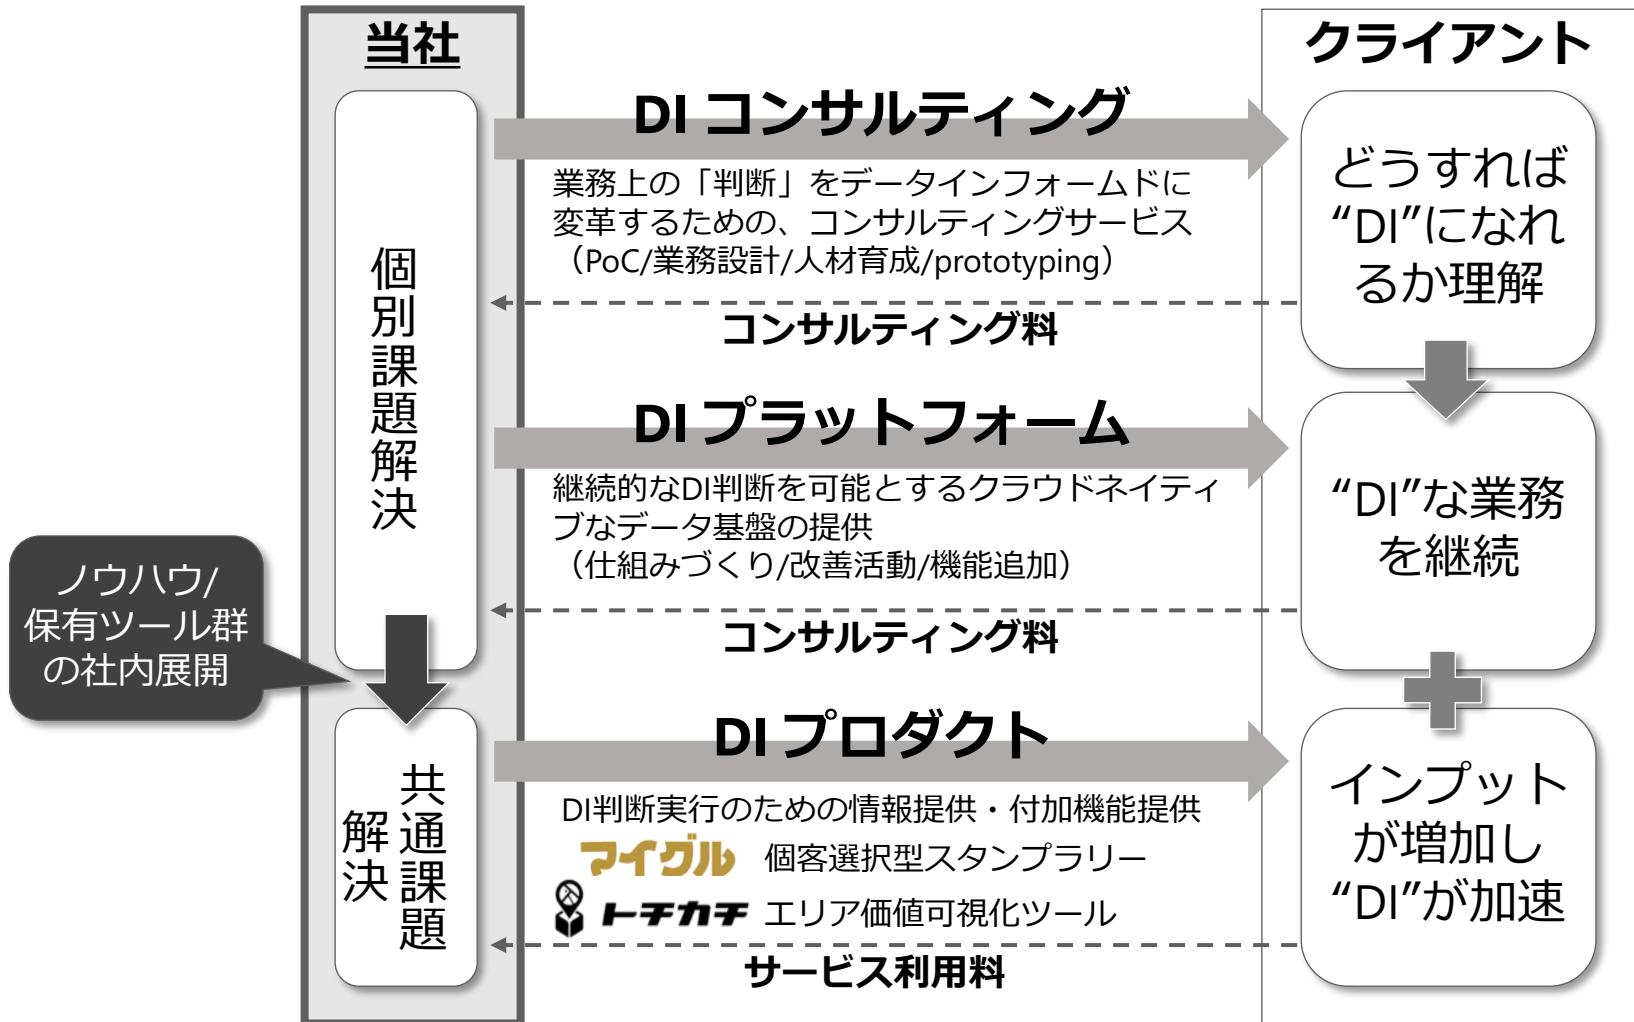 当社
クライアント
個別課題解決
ノウハウ/
保有ツール群
の社内展開
共通課題
解決
DI コンサルティング
業務上の「判断」をデータインフォームドに
変革するための、コンサルティングサービス
（PoC/業務設計/人材育成/prototyping）
コンサルティング料
どうすれば
“DI”になれ
るか理解
DI プラットフォーム
継続的なDI判断を可能とするクラウドネイティ
ブなデータ基盤の提供
（仕組みづくり/改善活動/機能追加）
コンサルティング料
“DI”な業務
を継続
DI プロダクト
DI判断実行のための情報提供・付加機能提供
マイグル 個客選択型スタンプラリー
トチカチ エリア価値可視化ツール
サービス利用料
インプット
が増加し
“DI”が加速